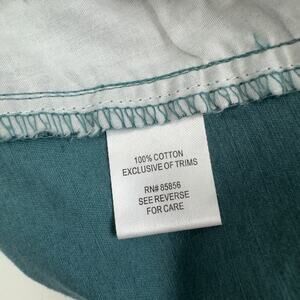 100% COTTON
EXCLUSIVE OF TRIMS
RN# 85856
SEE REVERSE
FOR CARE